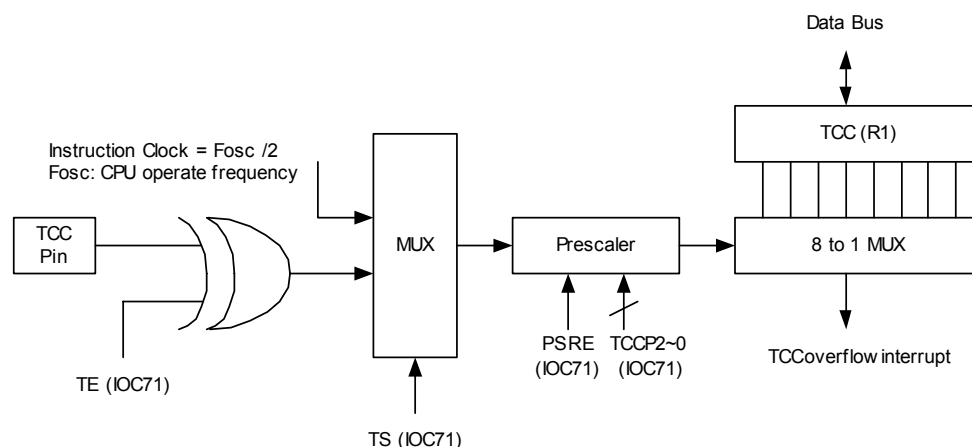 Data Bus
TCC (R1)
Instruction Clock = Fosc /2
Fosc: CPU operate frequency
TCC
Pin
MUX
Prescaler
8 to 1 MUX
PSRE
(IOC71)
TCCP2~0
(IOC71)
TCCoverflow interrupt
TE (IOC71)
TS (IOC71)